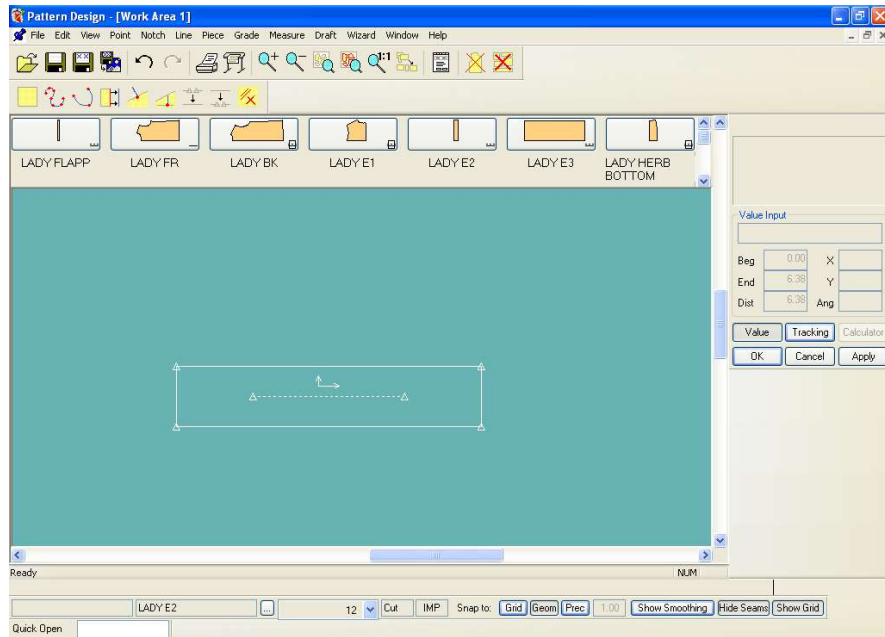 Pattern Design - [Work Area 1]
File Edit View Point Notch Line Piece Grade Measure Draft Wizard Window Help
1:1
LADY FLAPP LADY FR LADY BK LADY E1 LADY E2 LADY E3 LADY HERB
BOTTOM
Value Input
Beg 0.00 X
End 6.38 Y
Dist 6.38 Ang
Value Tracking Calculator
OK Cancel Apply
Ready NUM
LADY E2 ... 12 Cut IMP Snap to: Grid Geom Prec 1.00 Show Smoothing Hide Seams Show Grid
Quick Open